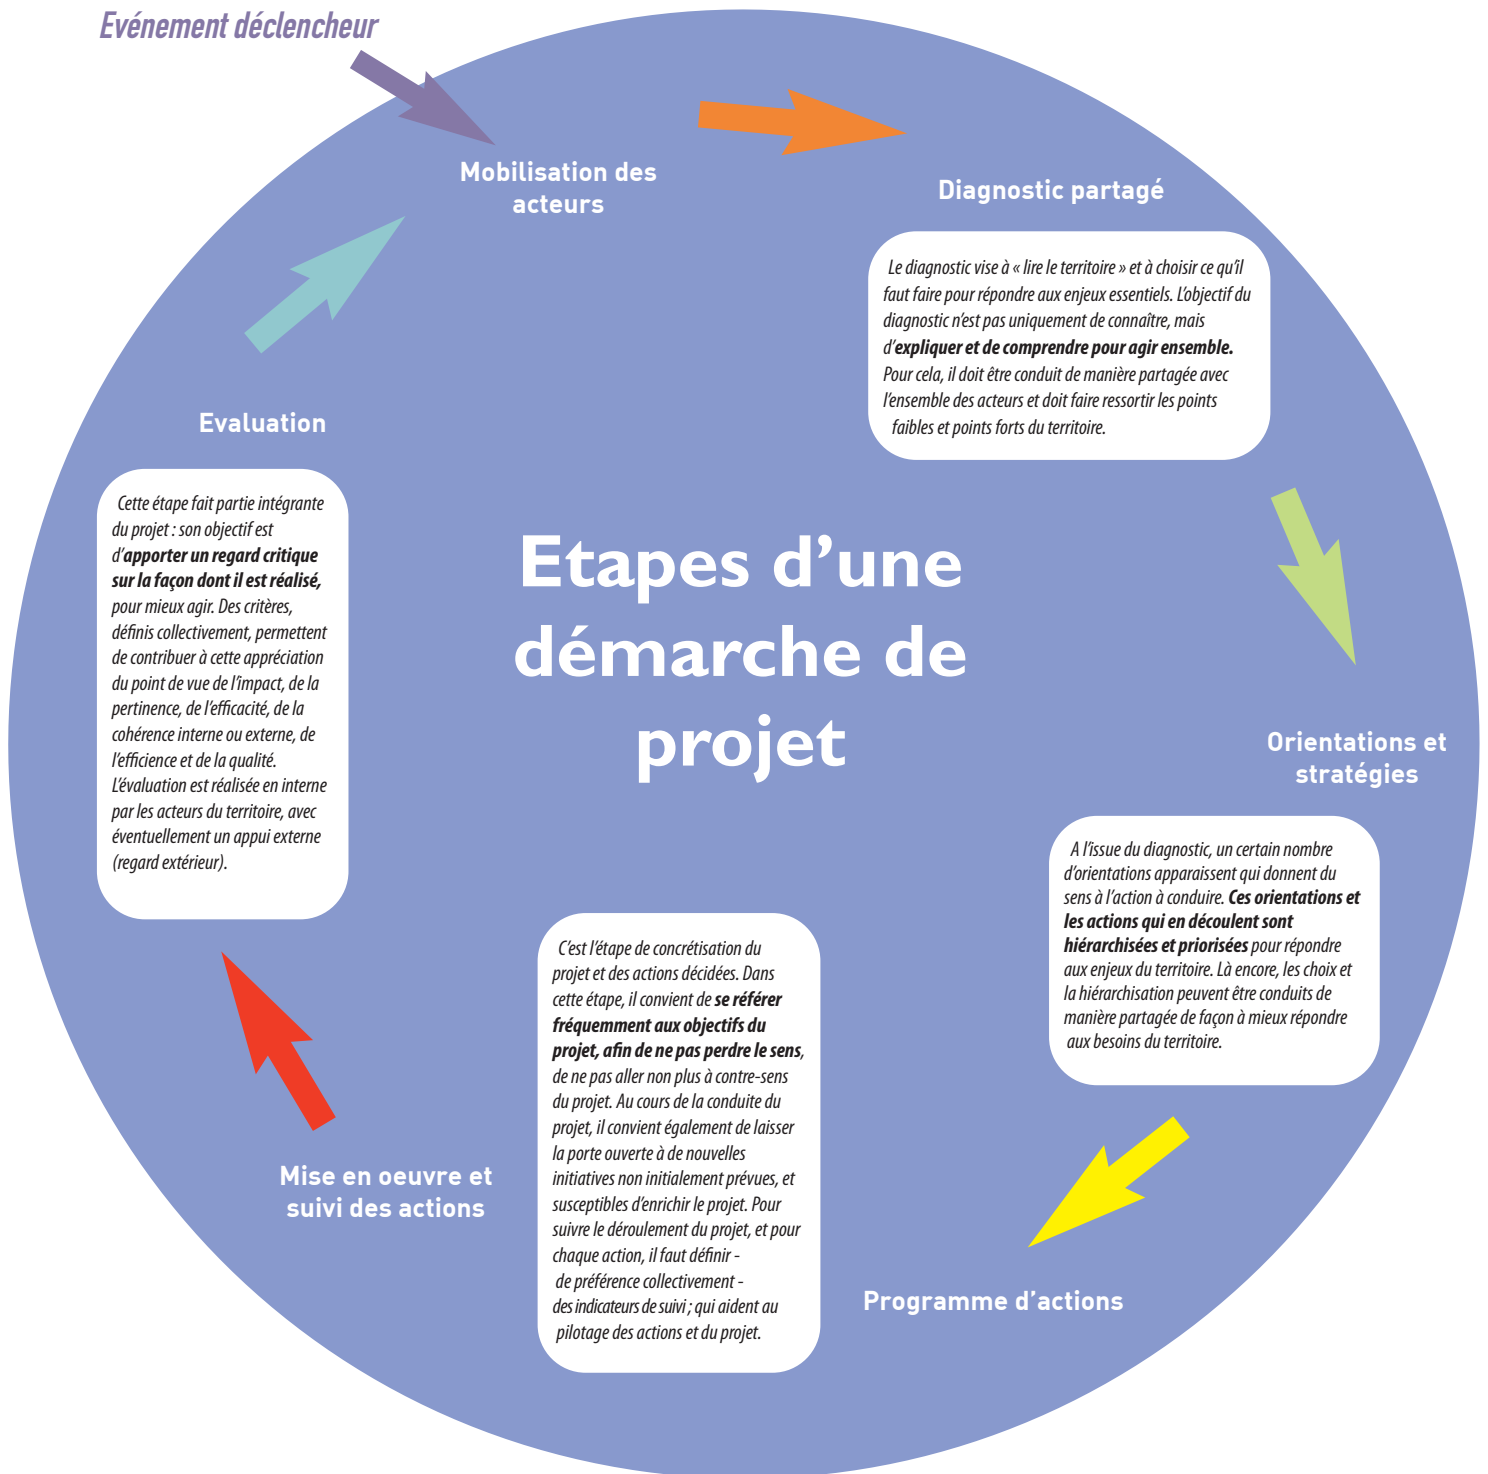 Evénement déclencheur
Mobilisation des
acteurs
Diagnostic partagé
Le diagnostic vise à « lire le territoire » et à choisir ce qu’il
faut faire pour répondre aux enjeux essentiels. L’objectif du
diagnostic n’est pas uniquement de connaître, mais
d’expliquer et de comprendre pour agir ensemble.
Pour cela, il doit être conduit de manière partagée avec
l’ensemble des acteurs et doit faire ressortir les points
faibles et points forts du territoire.
Evaluation
Cette étape fait partie intégrante
du projet : son objectif est
d’apporter un regard critique
sur la façon dont il est réalisé,
pour mieux agir. Des critères,
définis collectivement, permettent
de contribuer à cette appréciation
du point de vue de l’impact, de la
pertinence, de l’efficacité, de la
cohérence interne ou externe, de
l’efficience et de la qualité.
L’évaluation est réalisée en interne
par les acteurs du territoire, avec
éventuellement un appui externe
(regard extérieur).
Etapes d’une
démarche de
projet
Orientations et
stratégies
A l’issue du diagnostic, un certain nombre
d’orientations apparaissent qui donnent du
sens à l’action à conduire. Ces orientations et
les actions qui en découlent sont
hiérarchisées et priorisées pour répondre
aux enjeux du territoire. Là encore, les choix et
la hiérarchisation peuvent être conduits de
manière partagée de façon à mieux répondre
aux besoins du territoire.
C’est l’étape de concrétisation du
projet et des actions décidées. Dans
cette étape, il convient de se référer
fréquemment aux objectifs du
projet, afin de ne pas perdre le sens,
de ne pas aller non plus à contre-sens
du projet. Au cours de la conduite du
projet, il convient également de laisser
la porte ouverte à de nouvelles
initiatives non initialement prévues, et
susceptibles d’enrichir le projet. Pour
suivre le déroulement du projet, et pour
chaque action, il faut définir -
de préférence collectivement -
des indicateurs de suivi ; qui aident au
pilotage des actions et du projet.
Mise en oeuvre et
suivi des actions
Programme d’actions